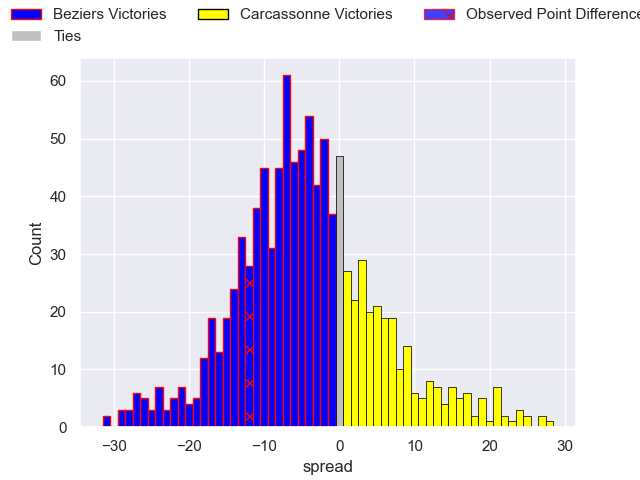 Beziers Victories
Carcassonne Victories
Observed Point Difference
Ties
60
50
40
30
20
10
0
Count
−30
−20
−10
0
10
20
30
spread